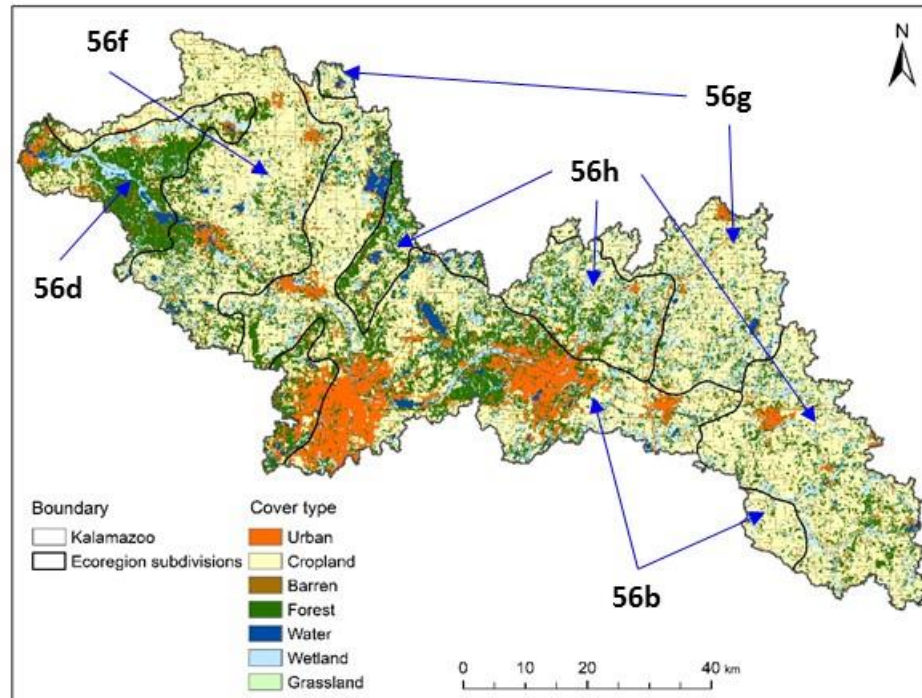 56f
N
56g
56h
56d
56b
Boundary
Kalamazoo
Ecoregion subdivisions
Cover type
Urban
Cropland
Barren
Forest
Water
Wetland
Grassland
0 20 40 km